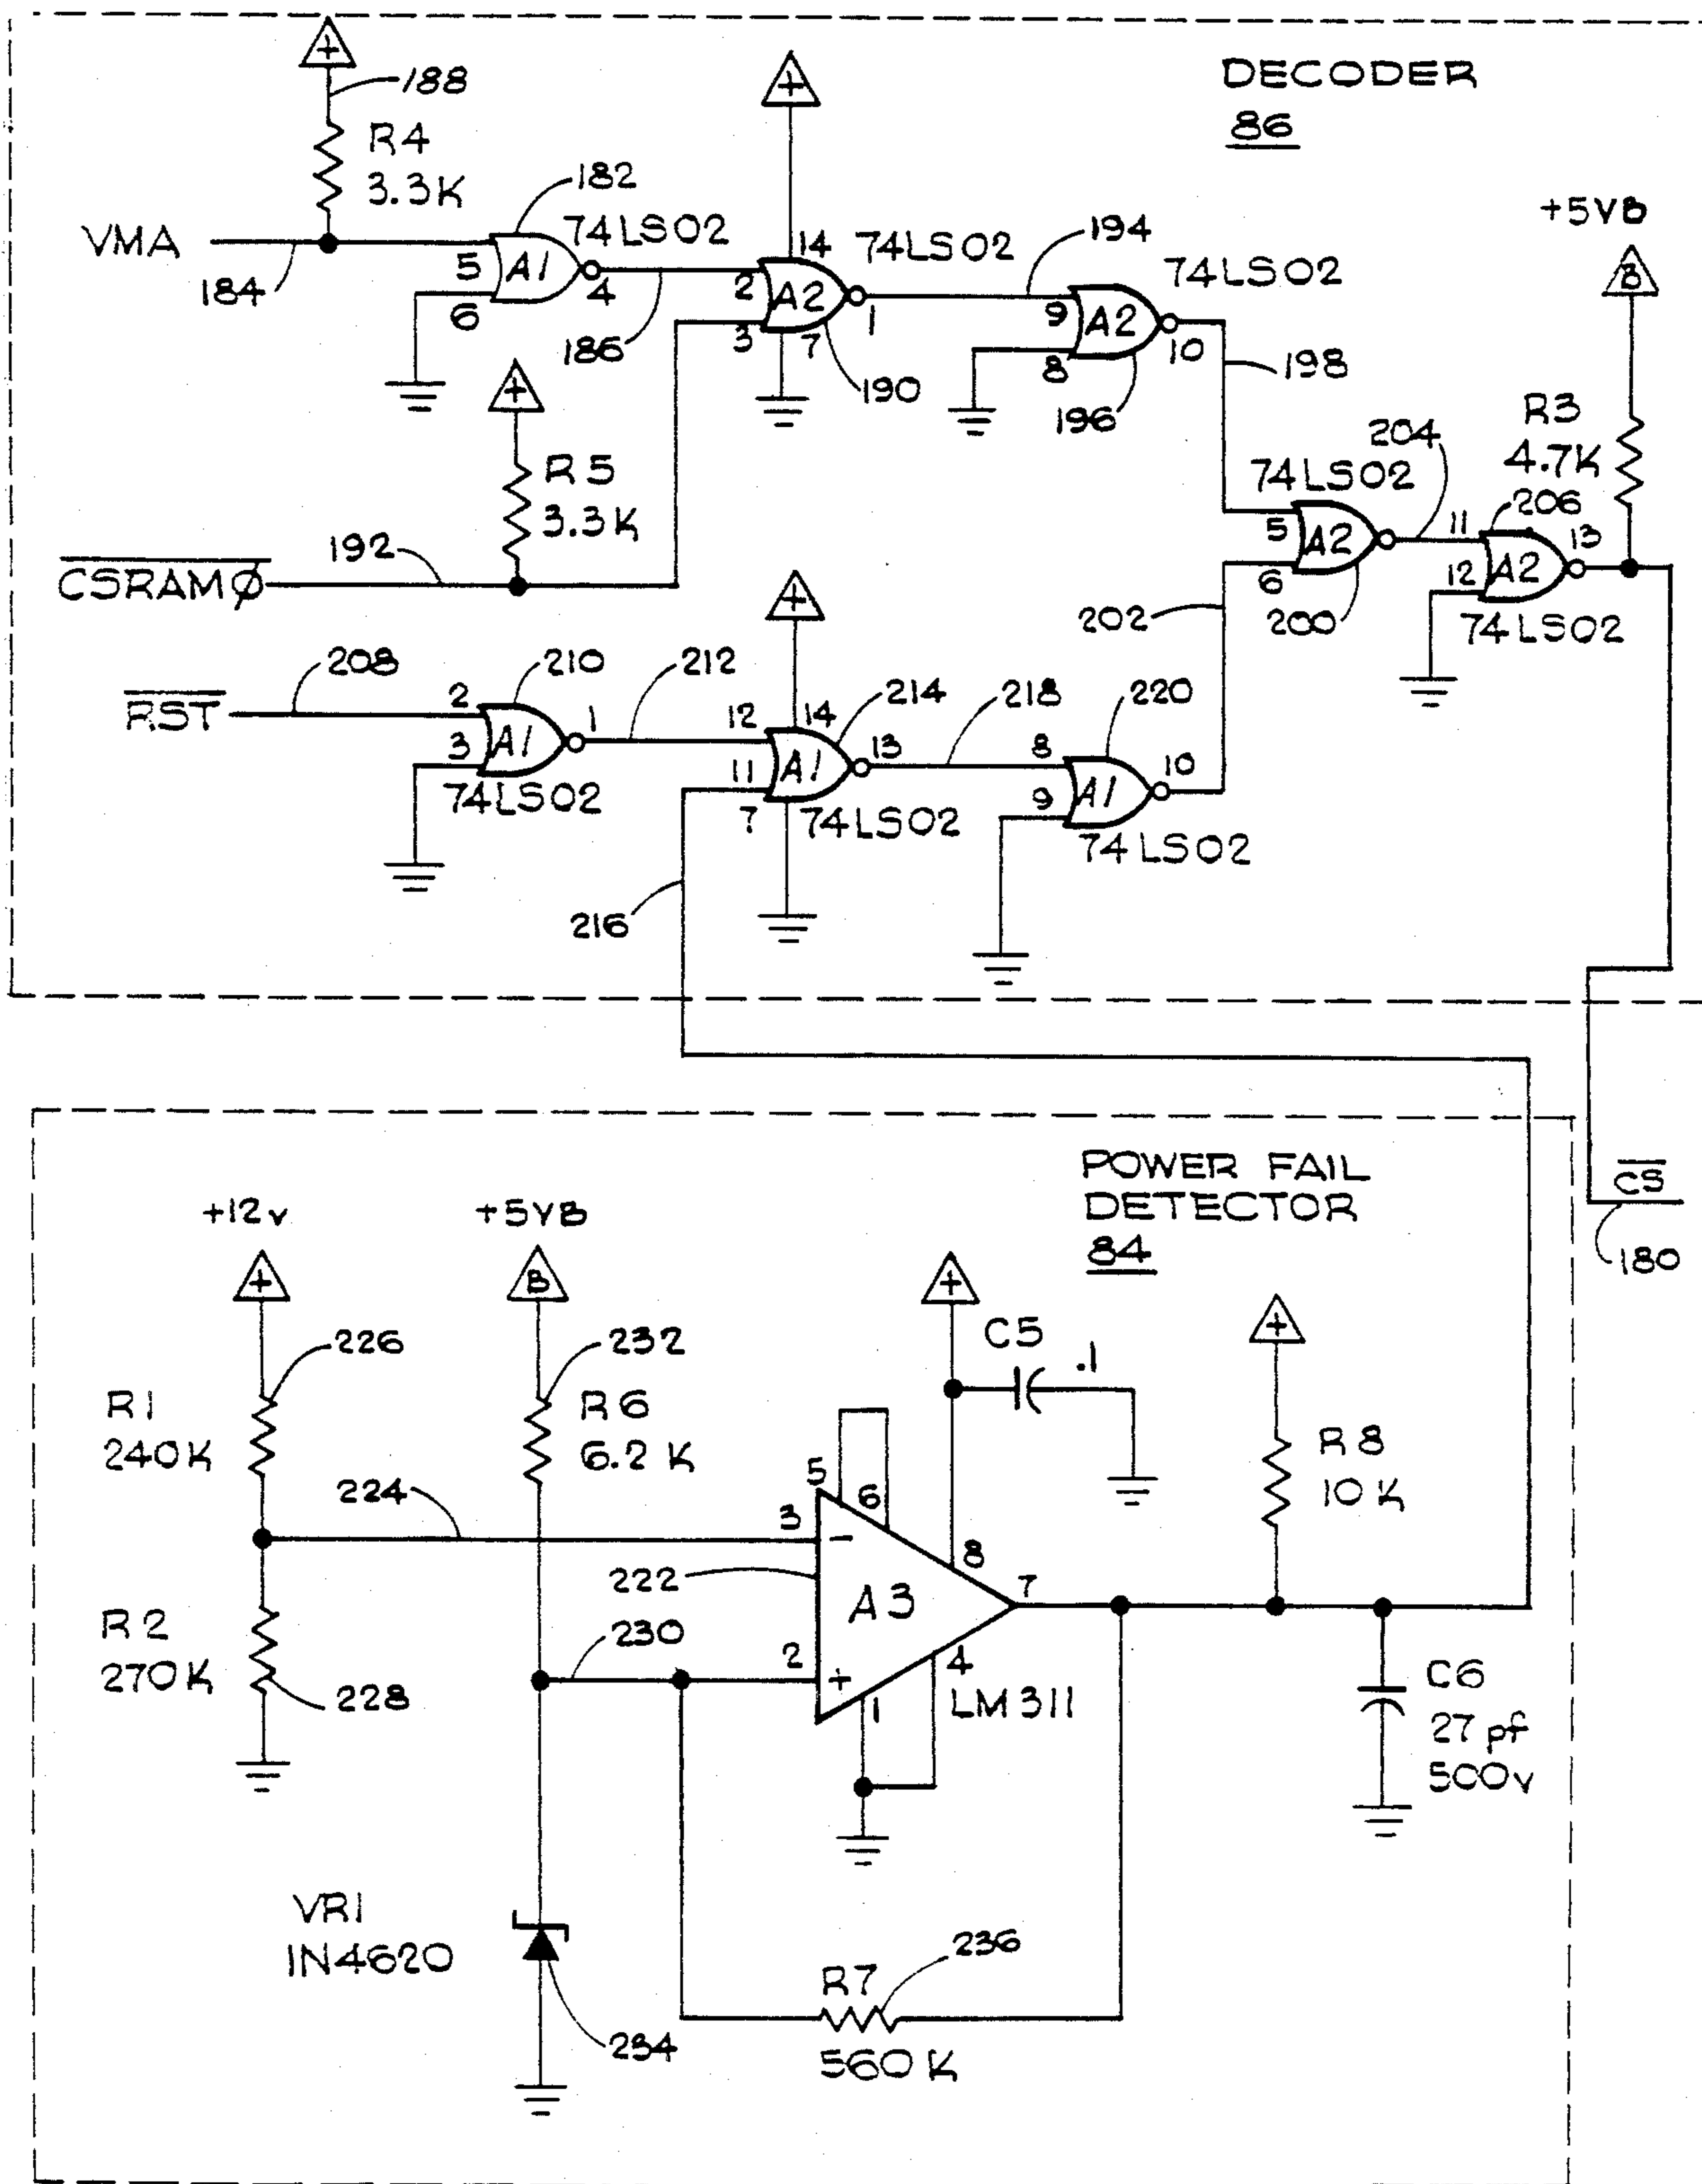 DECODER
86
+
188
R4
3.3K
+
182
74LS02
VMA
184
5
A1
6
4
186
14
74LS02
2
A2
3
7
1
190
194
74LS02
9
A2
8
10
196
198
+5VB
B
R3
4.7K
+
R5
3.3K
192
CSRAMØ
204
74LS02
5
A2
6
200
202
206
11
12
A2
13
74LS02
RST
208
2
3
A1
1
210
74LS02
212
+
12
14
11
A1
7
13
214
74LS02
216
218
8
9
A1
10
220
74LS02
CS
180
POWER FAIL
DETECTOR
84
+12v
+
226
R1
240K
224
R2
270K
228
+5VB
B
232
R6
6.2K
230
VR1
IN4620
234
5
6
3
-
222
A3
2
+
1
4
LM311
8
7
+
C5
.1
+
R8
10K
C6
27pf
500v
236
R7
560K